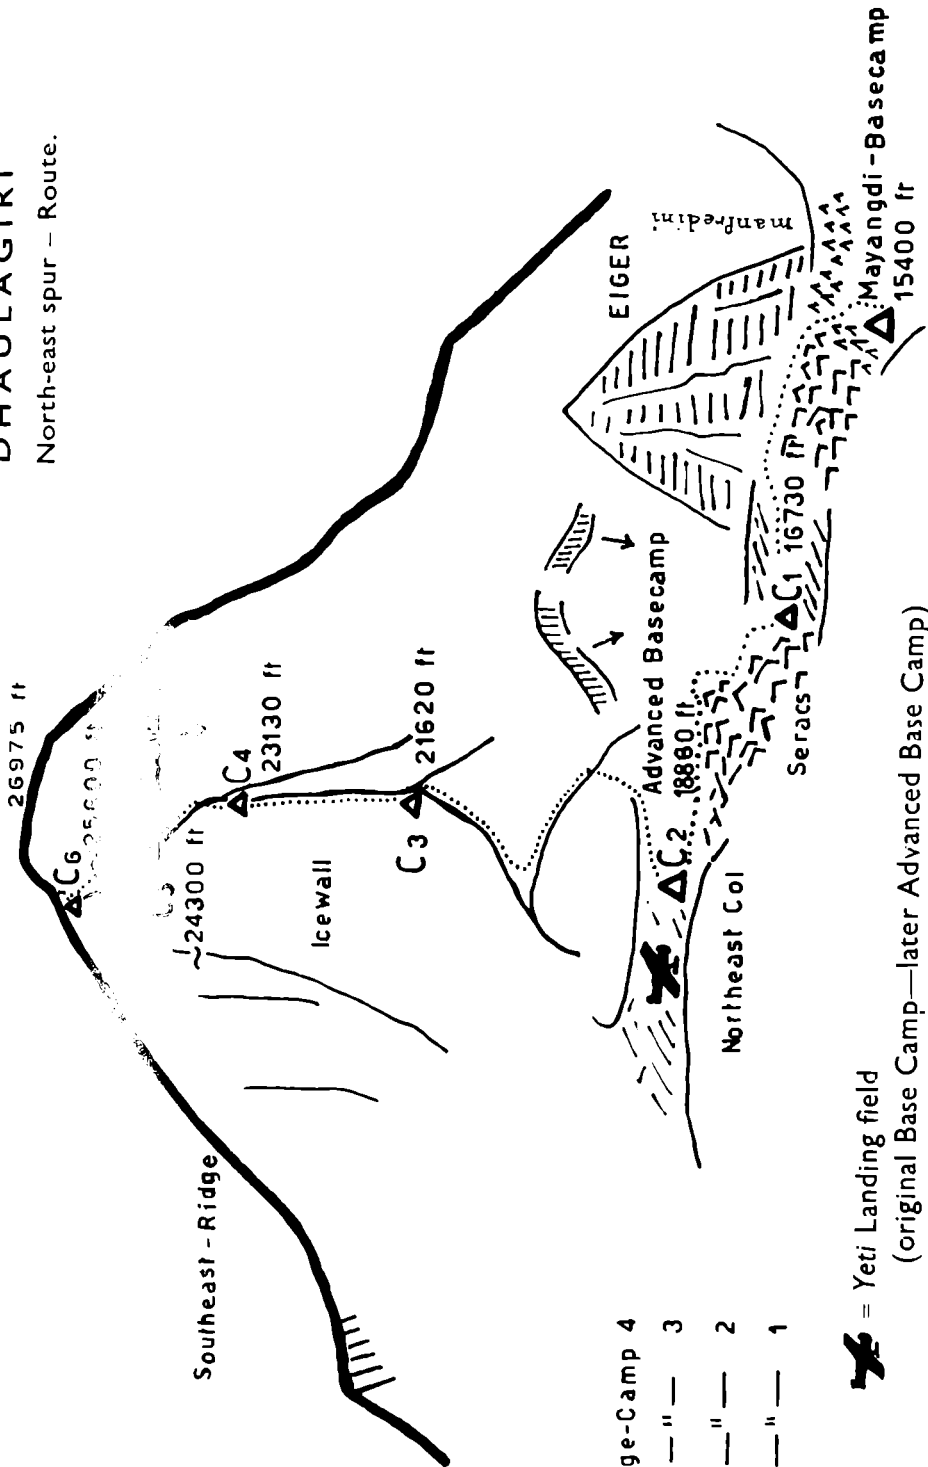 DHAULAGIRI
North-east spur – Route.
26975 ft
C6
~24300 ft
C4
23130 ft
Icewall
C3
21620 ft
Southeast-Ridge
EIGER
manfredini
Advanced Basecamp
C2 18860 ft
Northeast Col
C1 16730 ft
Seracs
Mayangdi-Basecamp
15400 ft
ge-Camp 4
—"— 3
—"— 2
—"— 1
= Yeti Landing field
(original Base Camp—later Advanced Base Camp)